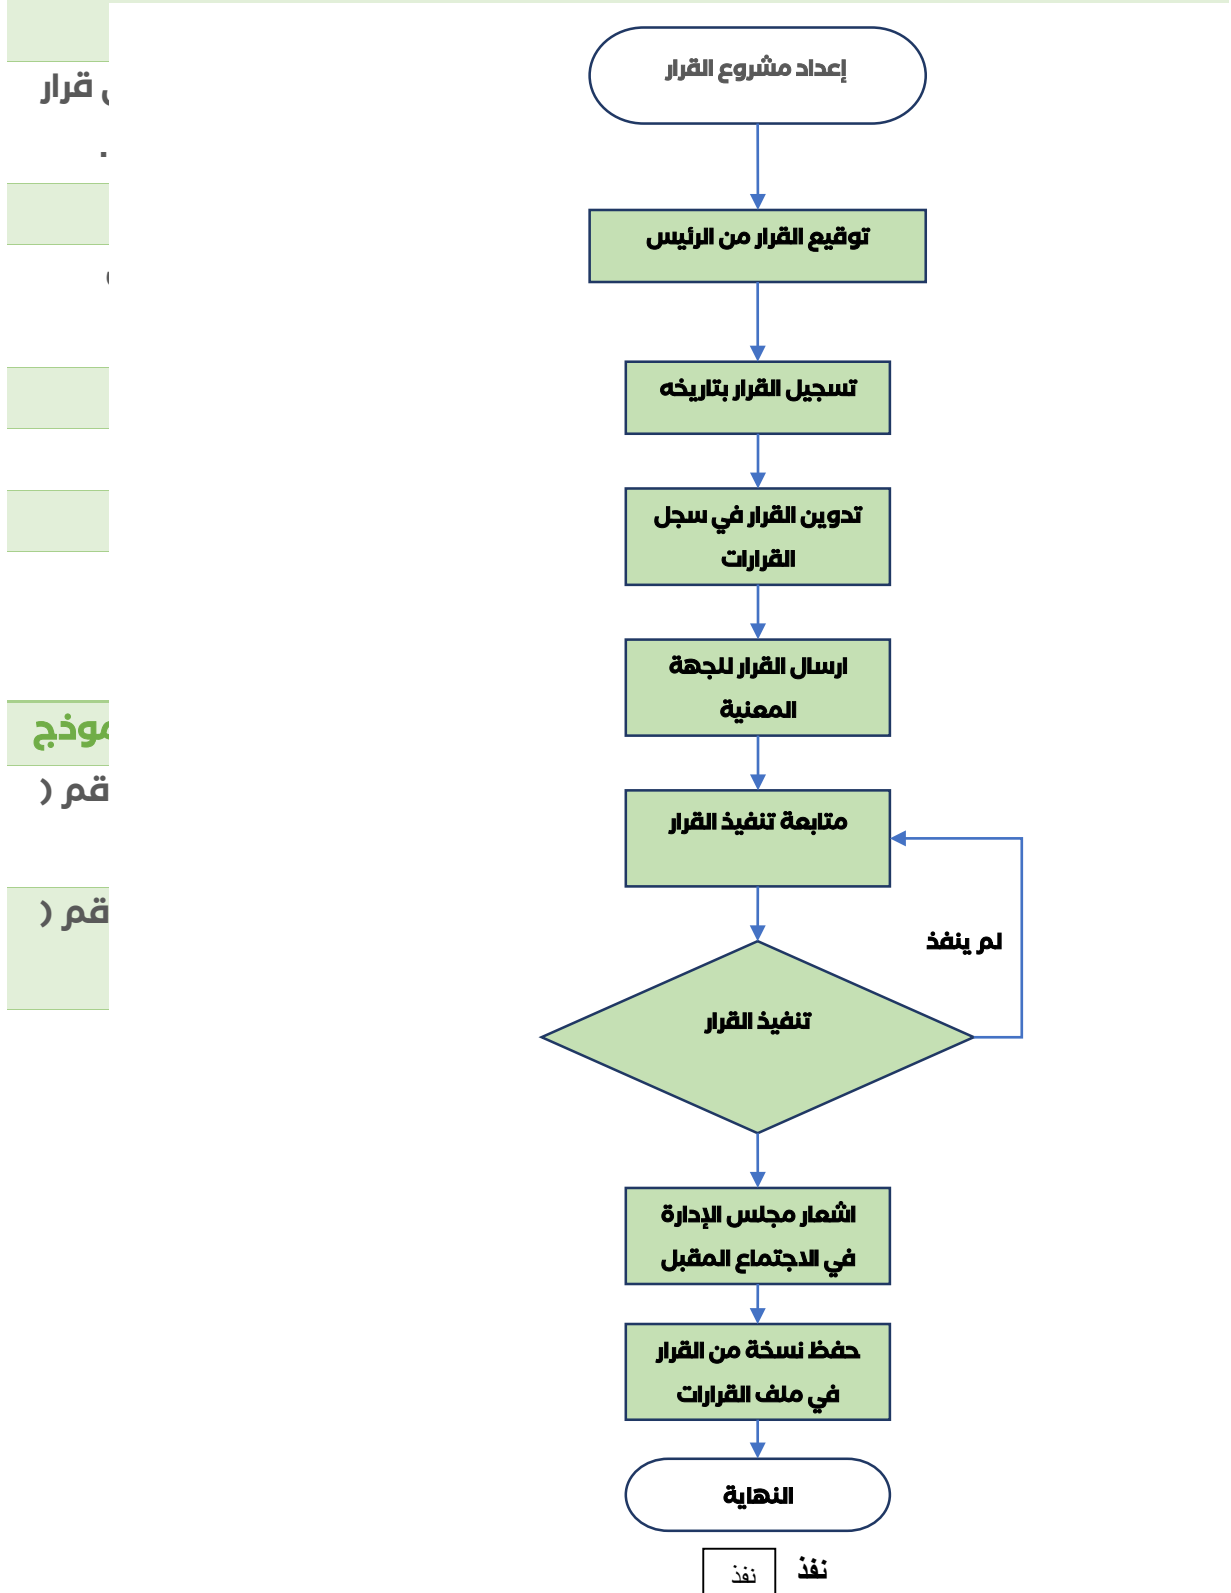 إعداد مشروع القرار
توقيع القرار من الرئيس
تسجيل القرار بتاريخه
تدوين القرار في سجل
القرارات
ارسال القرار للجهة
المعنية
متابعة تنفيذ القرار
لم ينفذ
تنفيذ القرار
اشعار مجلس الإدارة
في الاجتماع المقبل
حفظ نسخة من القرار
في ملف القرارات
النهاية
نفذ
نفذ
قرار
.
قم (
قم (